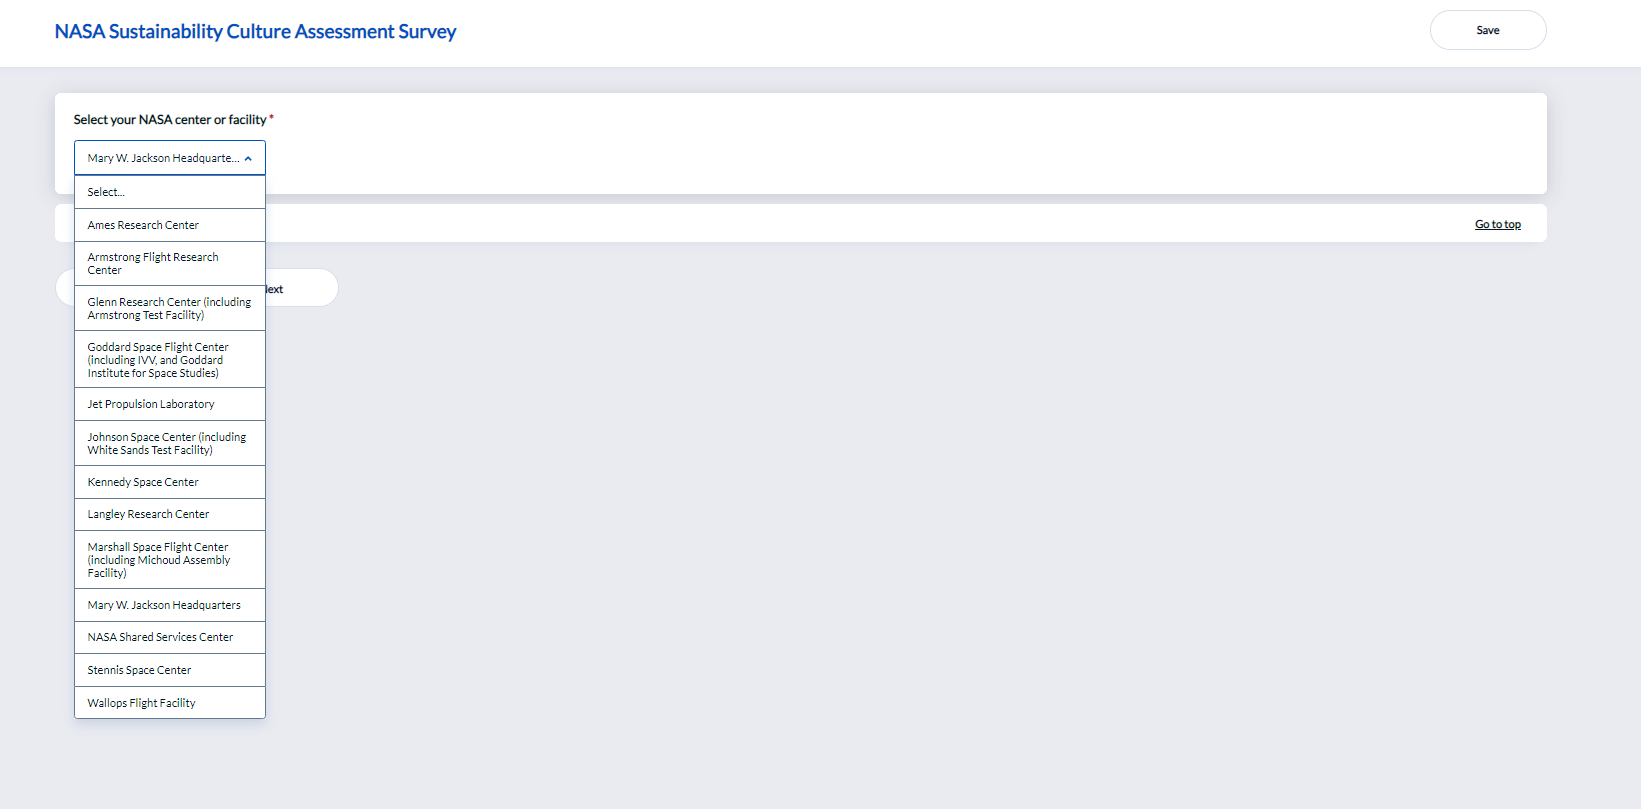 NASA Sustainability Culture Assessment Survey
Save
Select your NASA center or facility *
Mary W. Jackson Headquarte...
Select...
Ames Research Center
Go to top
Armstrong Flight Research
Center
Glenn Research Center (including
Armstrong Test Facility)
Goddard Space Flight Center
(including IVV, and Goddard
Institute for Space Studies)
Jet Propulsion Laboratory
Johnson Space Center (including
White Sands Test Facility)
Kennedy Space Center
Langley Research Center
Marshall Space Flight Center
(including Michoud Assembly
Facility)
Mary W. Jackson Headquarters
NASA Shared Services Center
Stennis Space Center
Wallops Flight Facility